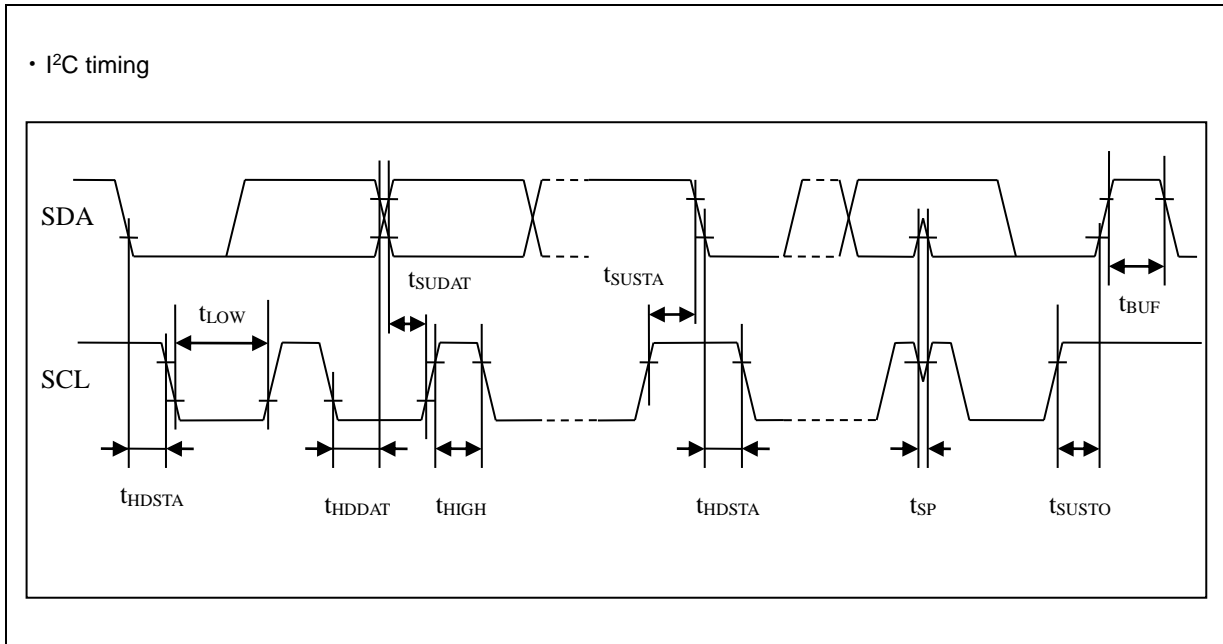 ・I²C timing
SDA
tSUDAT
tSUSTA
tLOW
tBUF
SCL
tHDSTA
tHDDAT
tHIGH
tHDSTA
tSP
tSUSTO